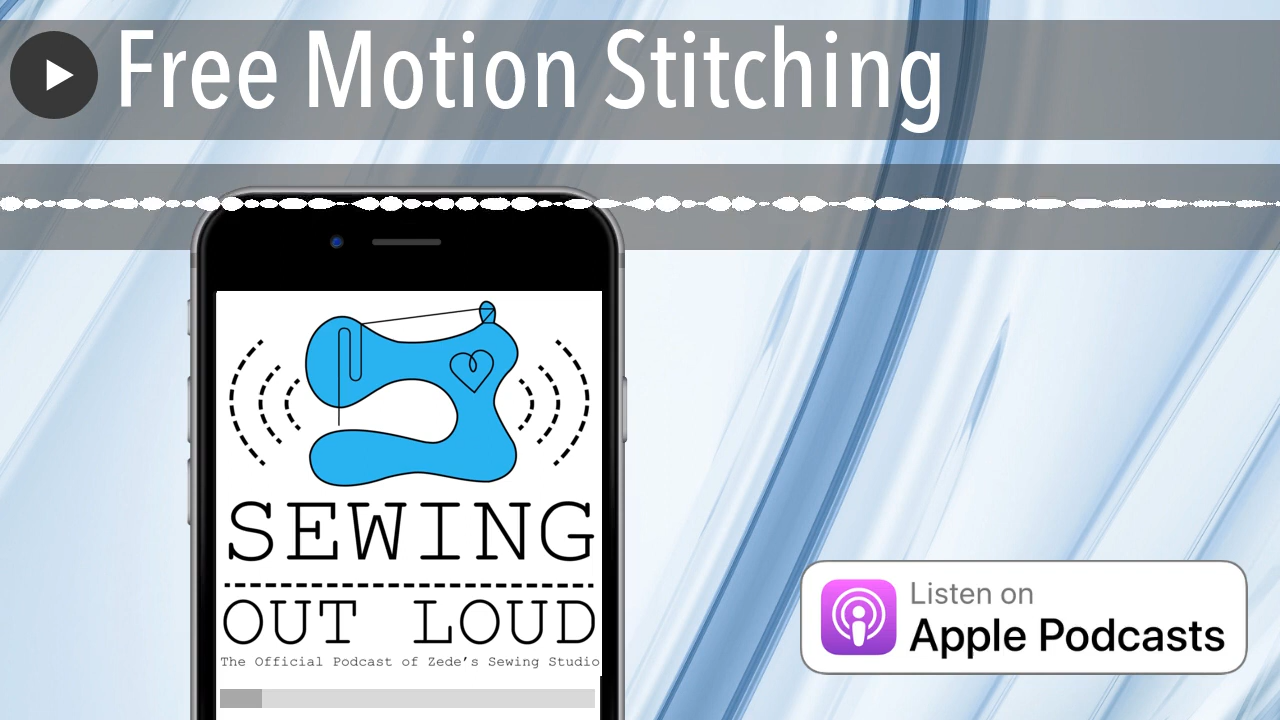 Free Motion Stitching
SEWING
OUT LOUD
The Official Podcast of Zede's Sewing Studio
Listen on
Apple Podcasts